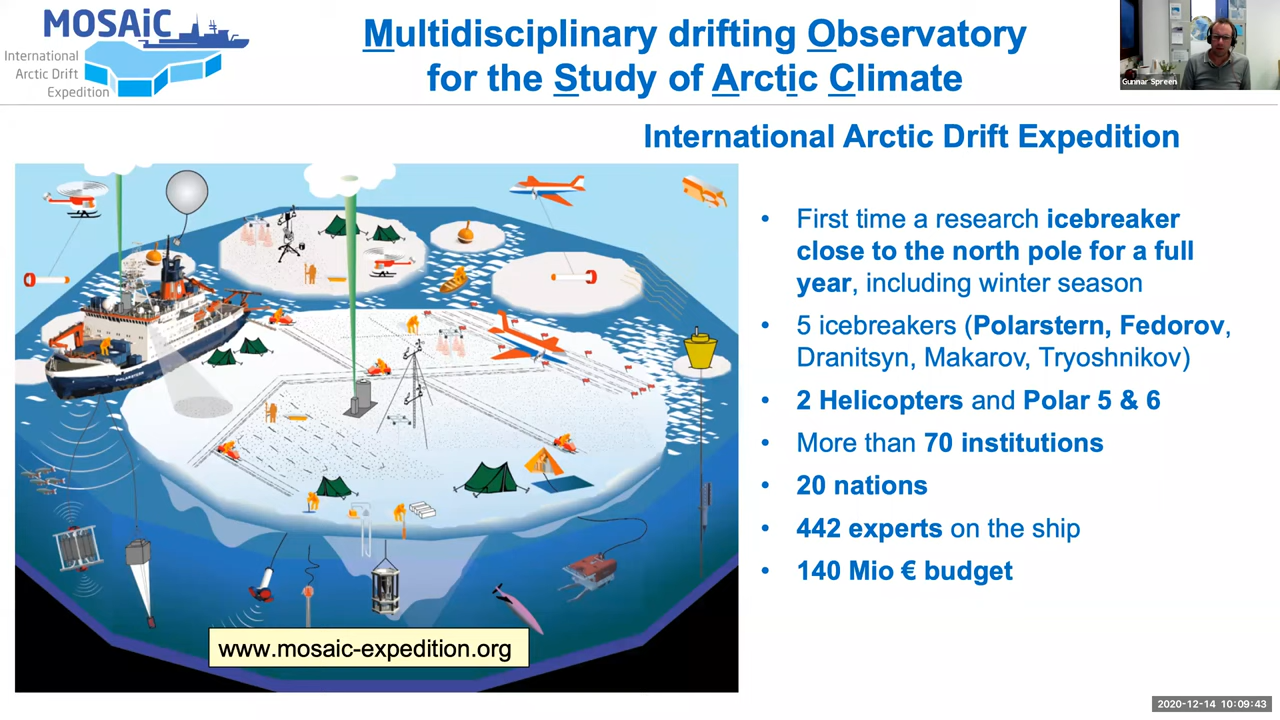 MOSAiC
International
Arctic Drift
Expedition
Multidisciplinary drifting Observatory
for the Study of Arctic Climate
Gunnar Spreen
International Arctic Drift Expedition
• First time a research icebreaker
close to the north pole for a full
year, including winter season
• 5 icebreakers (Polarstern, Fedorov,
Dranitsyn, Makarov, Tryoshnikov)
• 2 Helicopters and Polar 5 & 6
• More than 70 institutions
• 20 nations
• 442 experts on the ship
• 140 Mio € budget
POLARSTERN
www.mosaic-expedition.org
2020-12-14 10:09:43